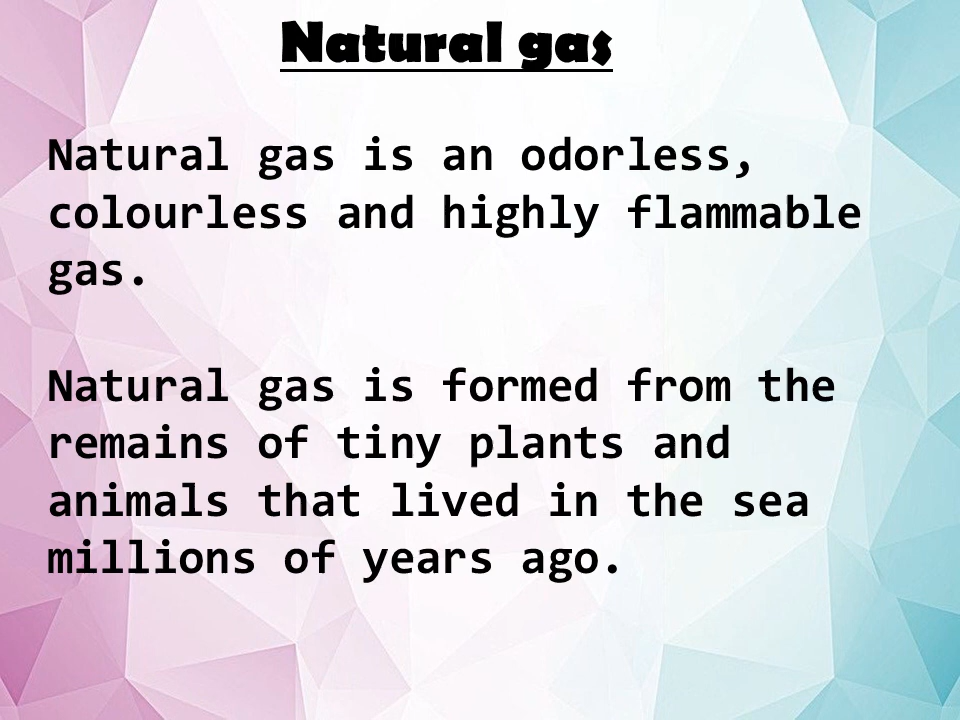 Natural gas
Natural gas is an odorless,
colourless and highly flammable
gas.
Natural gas is formed from the
remains of tiny plants and
animals that lived in the sea
millions of years ago.